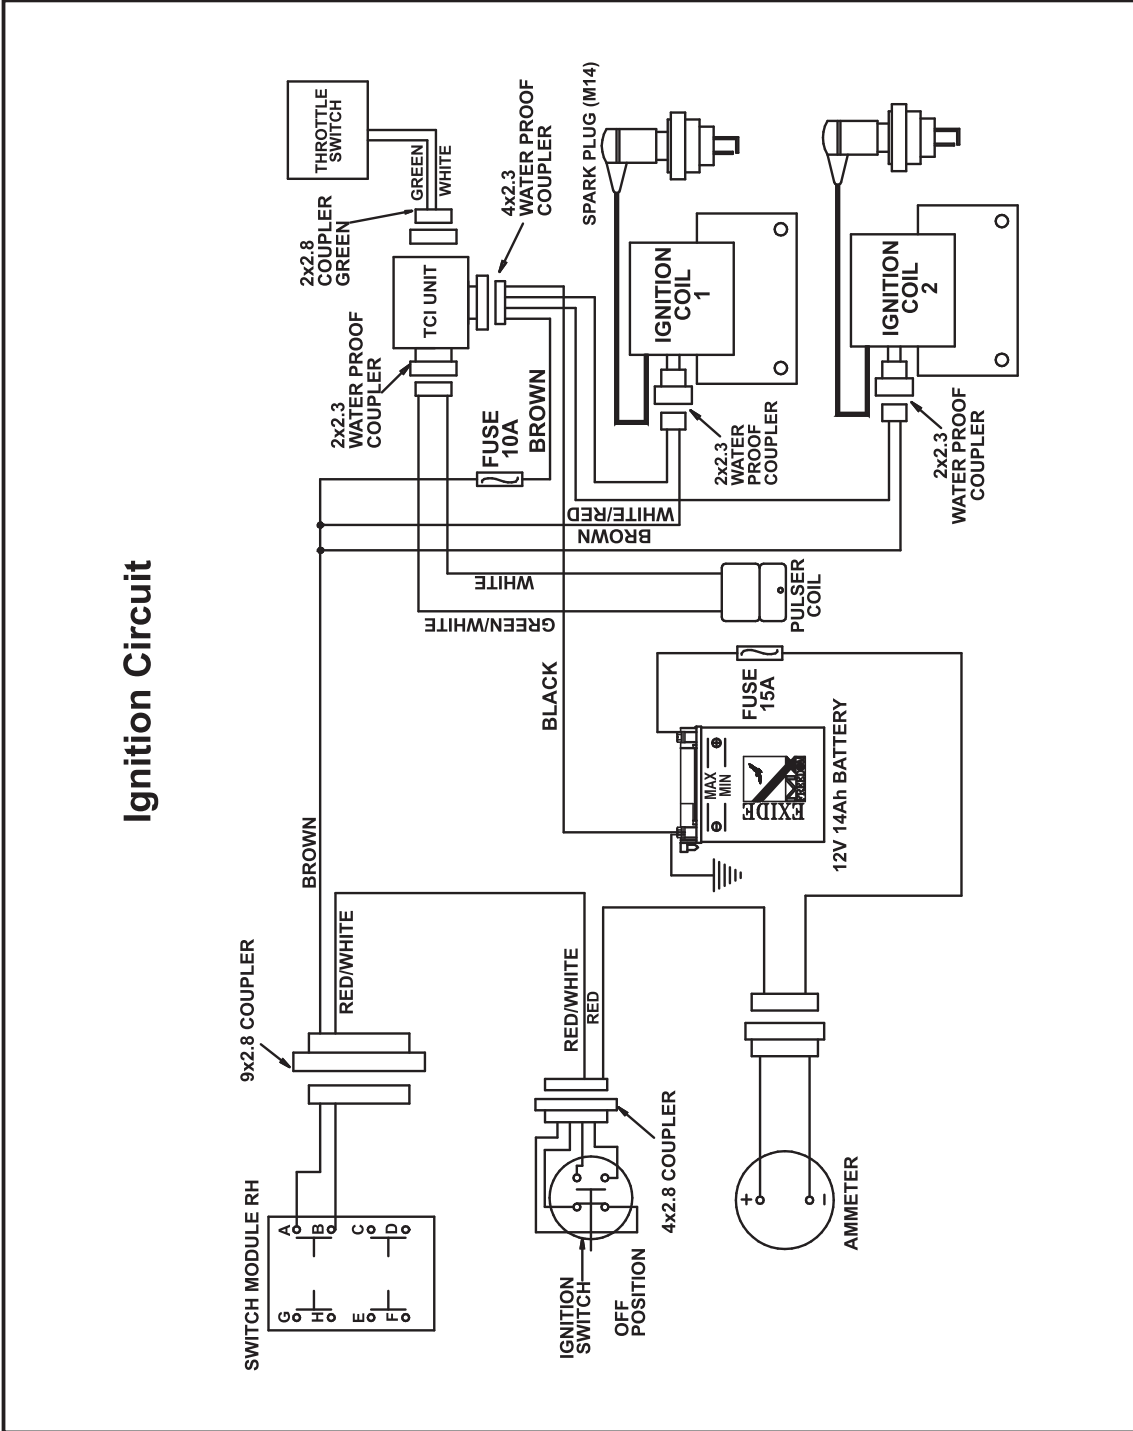 Ignition Circuit
THROTTLE
SWITCH
GREEN
WHITE
2x2.8
COUPLER
GREEN
TCI UNIT
4x2.3
WATER PROOF
COUPLER
2x2.3
WATER PROOF
COUPLER
FUSE
10A
BROWN
SPARK PLUG (M14)
IGNITION
COIL
1
IGNITION
COIL
2
2x2.3
WATER
PROOF
COUPLER
2x2.3
WATER PROOF
COUPLER
WHITE/RED
BROWN
WHITE
GREEN/WHITE
PULSER
COIL
BLACK
FUSE
15A
MAX
MIN
EXIDE
FREEDOM
12V 14Ah BATTERY
BROWN
RED/WHITE
9x2.8 COUPLER
RED/WHITE
RED
SWITCH MODULE RH
A
B
C
D
G
H
E
F
4x2.8 COUPLER
IGNITION
SWITCH
OFF
POSITION
+
–
AMMETER